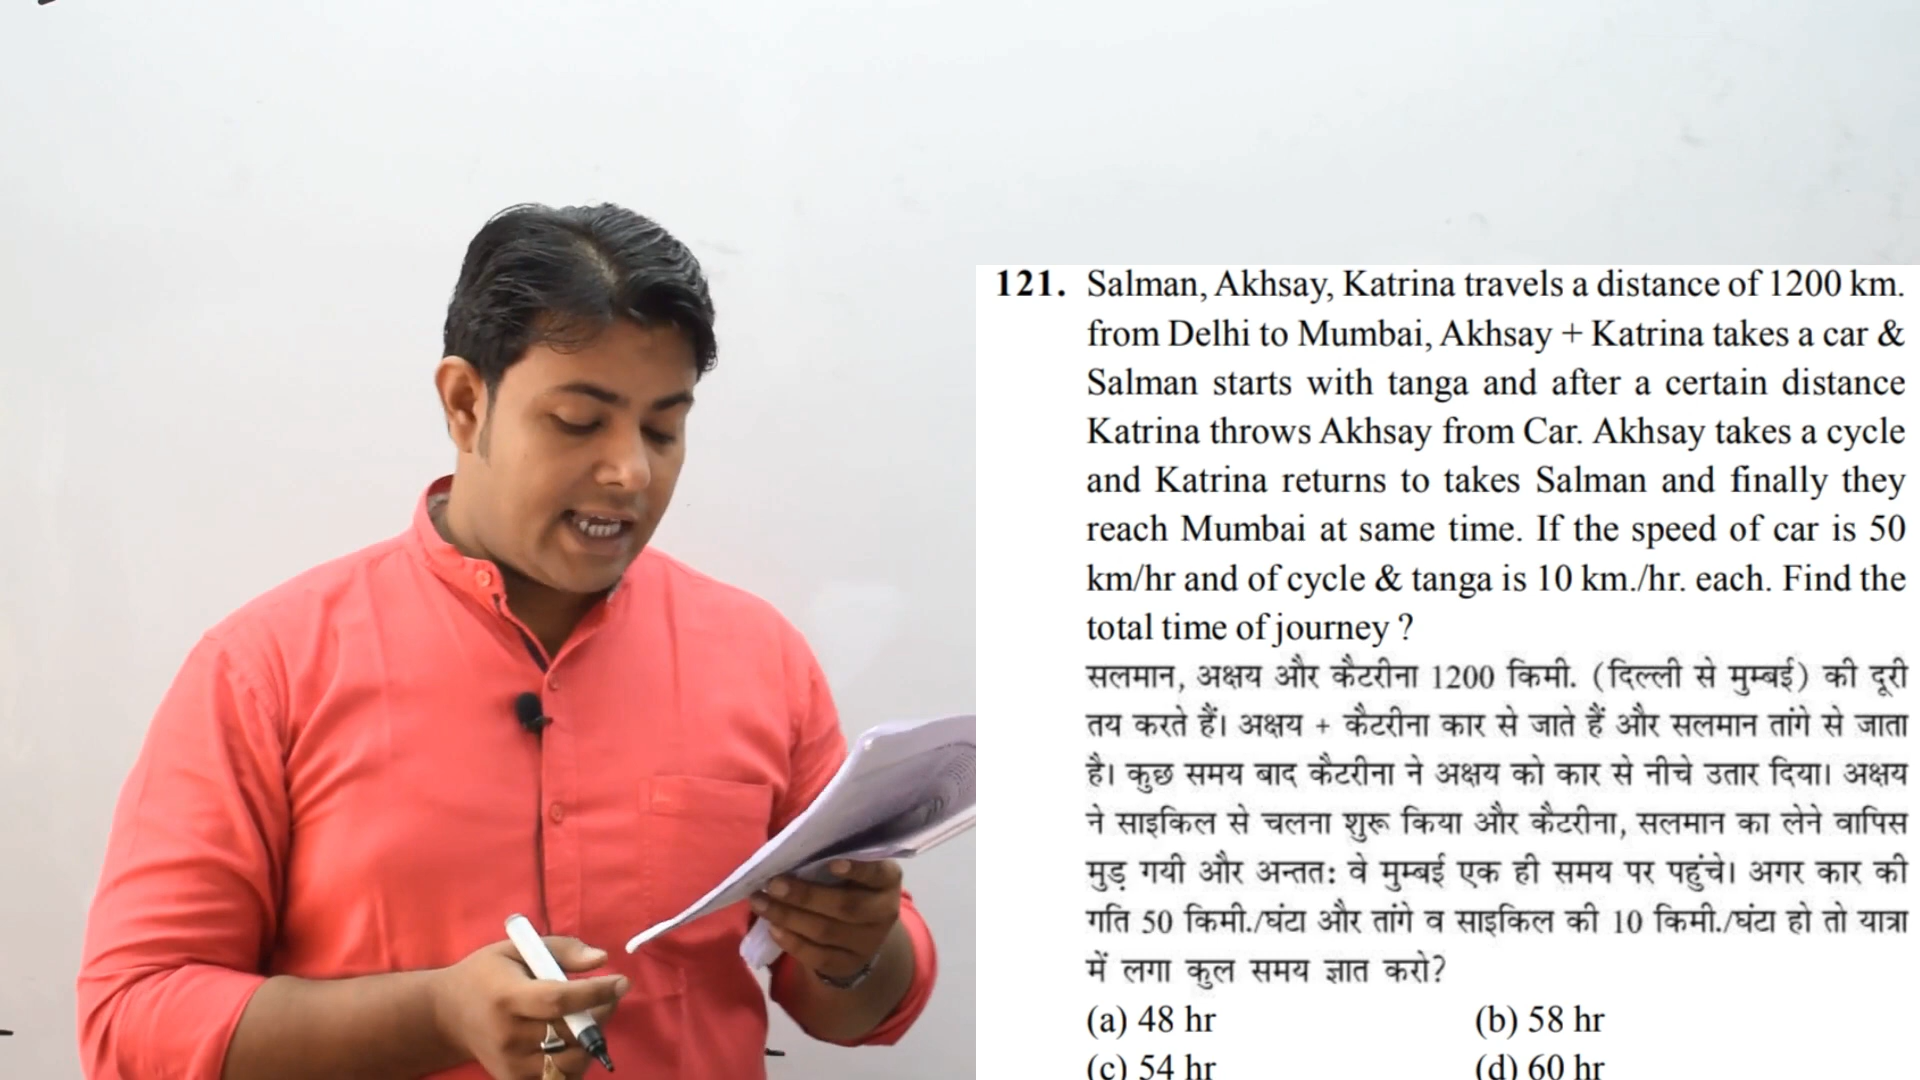 121. Salman, Akhsay, Katrina travels a distance of 1200 km.
from Delhi to Mumbai, Akhsay + Katrina takes a car &
Salman starts with tanga and after a certain distance
Katrina throws Akhsay from Car. Akhsay takes a cycle
and Katrina returns to takes Salman and finally they
reach Mumbai at same time. If the speed of car is 50
km/hr and of cycle & tanga is 10 km./hr. each. Find the
total time of journey ?
सलमान, अक्षय और कैटरीना 1200 किमी. (दिल्ली से मुम्बई) की दूरी
तय करते हैं। अक्षय + कैटरीना कार से जाते हैं और सलमान तांगे से जाता
है। कुछ समय बाद कैटरीना ने अक्षय को कार से नीचे उतार दिया। अक्षय
ने साइकिल से चलना शुरू किया और कैटरीना, सलमान का लेने वापिस
मुड़ गयी और अन्तत: वे मुम्बई एक ही समय पर पहुंचे। अगर कार की
गति 50 किमी./घंटा और तांगे व साइकिल की 10 किमी./घंटा हो तो यात्रा
में लगा कुल समय ज्ञात करो?
(a) 48 hr (b) 58 hr
(c) 54 hr (d) 60 hr